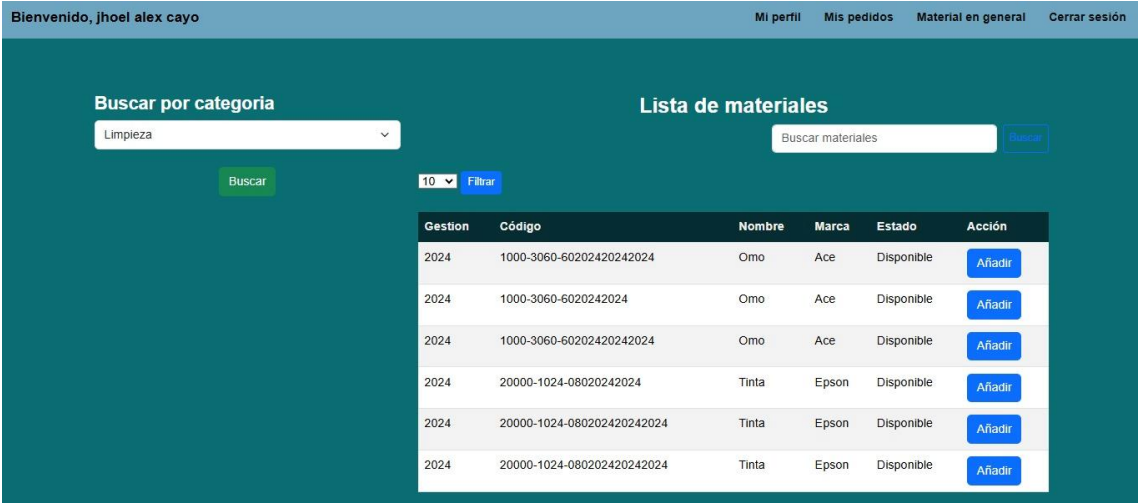 Bienvenido, jhoel alex cayo
Mi perfil Mis pedidos Material en general Cerrar sesión
Buscar por categoria
Limpieza
Buscar
Lista de materiales
Buscar materiales Buscar
10 Filtrar
Gestion Código Nombre Marca Estado Acción
2024 1000-3060-60202420242024 Omo Ace Disponible Añadir
2024 1000-3060-6020242024 Omo Ace Disponible Añadir
2024 1000-3060-60202420242024 Omo Ace Disponible Añadir
2024 20000-1024-08020242024 Tinta Epson Disponible Añadir
2024 20000-1024-080202420242024 Tinta Epson Disponible Añadir
2024 20000-1024-080202420242024 Tinta Epson Disponible Añadir